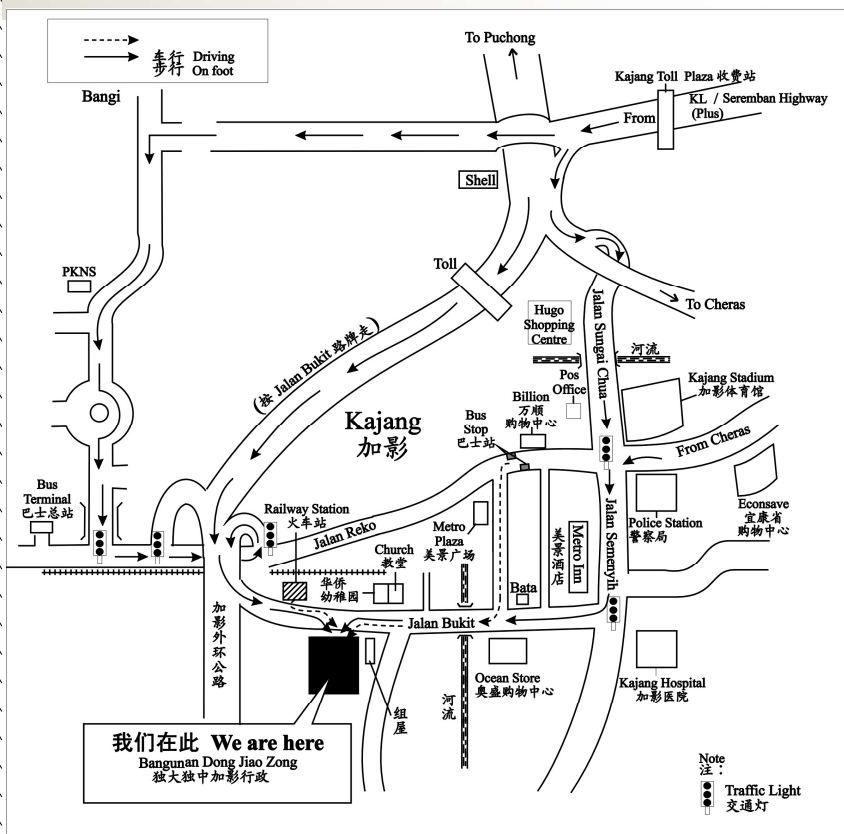 车行 Driving
步行 On foot
To Puchong
Kajang Toll Plaza 收费站
KL / Seremban Highway
(Plus)
From
Bangi
Shell
PKNS
Toll
To Cheras
(按 Jalan Bukit 路牌走)
Hugo
Shopping
Centre
Jalan Sungai Chua
河流
Pos
Office
Kajang Stadium
加影体育馆
Kajang
加影
Billion
万顺
购物中心
Bus
Stop
巴士站
From Cheras
Bus
Terminal
巴士总站
Railway Station
火车站
Jalan Reko
Metro
Plaza
美景广场
Metro Inn
美景酒店
Jalan Semenyih
Police Station
警察局
Econsave
宜康省
购物中心
Church
教堂
华侨
幼稚园
Bata
加影外环公路
Jalan Bukit
组屋
河流
Ocean Store
奥盛购物中心
Kajang Hospital
加影医院
我们在此 We are here
Bangunan Dong Jiao Zong
独大独中加影行政
Note
注：
Traffic Light
交通灯